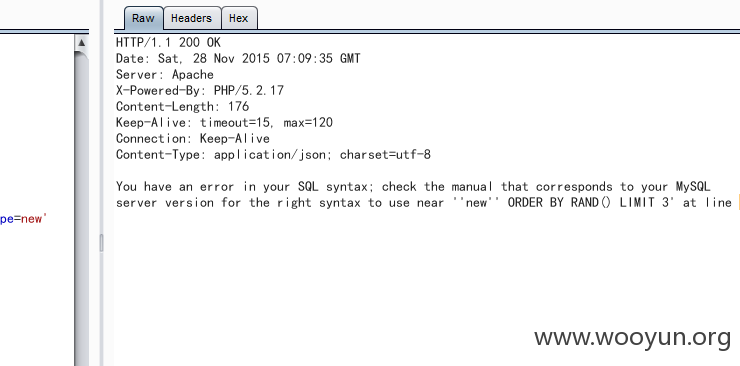 Raw Headers Hex
HTTP/1.1 200 OK
Date: Sat, 28 Nov 2015 07:09:35 GMT
Server: Apache
X-Powered-By: PHP/5.2.17
Content-Length: 176
Keep-Alive: timeout=15, max=120
Connection: Keep-Alive
Content-Type: application/json; charset=utf-8
You have an error in your SQL syntax; check the manual that corresponds to your MySQL
pe=new'
server version for the right syntax to use near ''new'' ORDER BY RAND() LIMIT 3' at line
www.wooyun.org